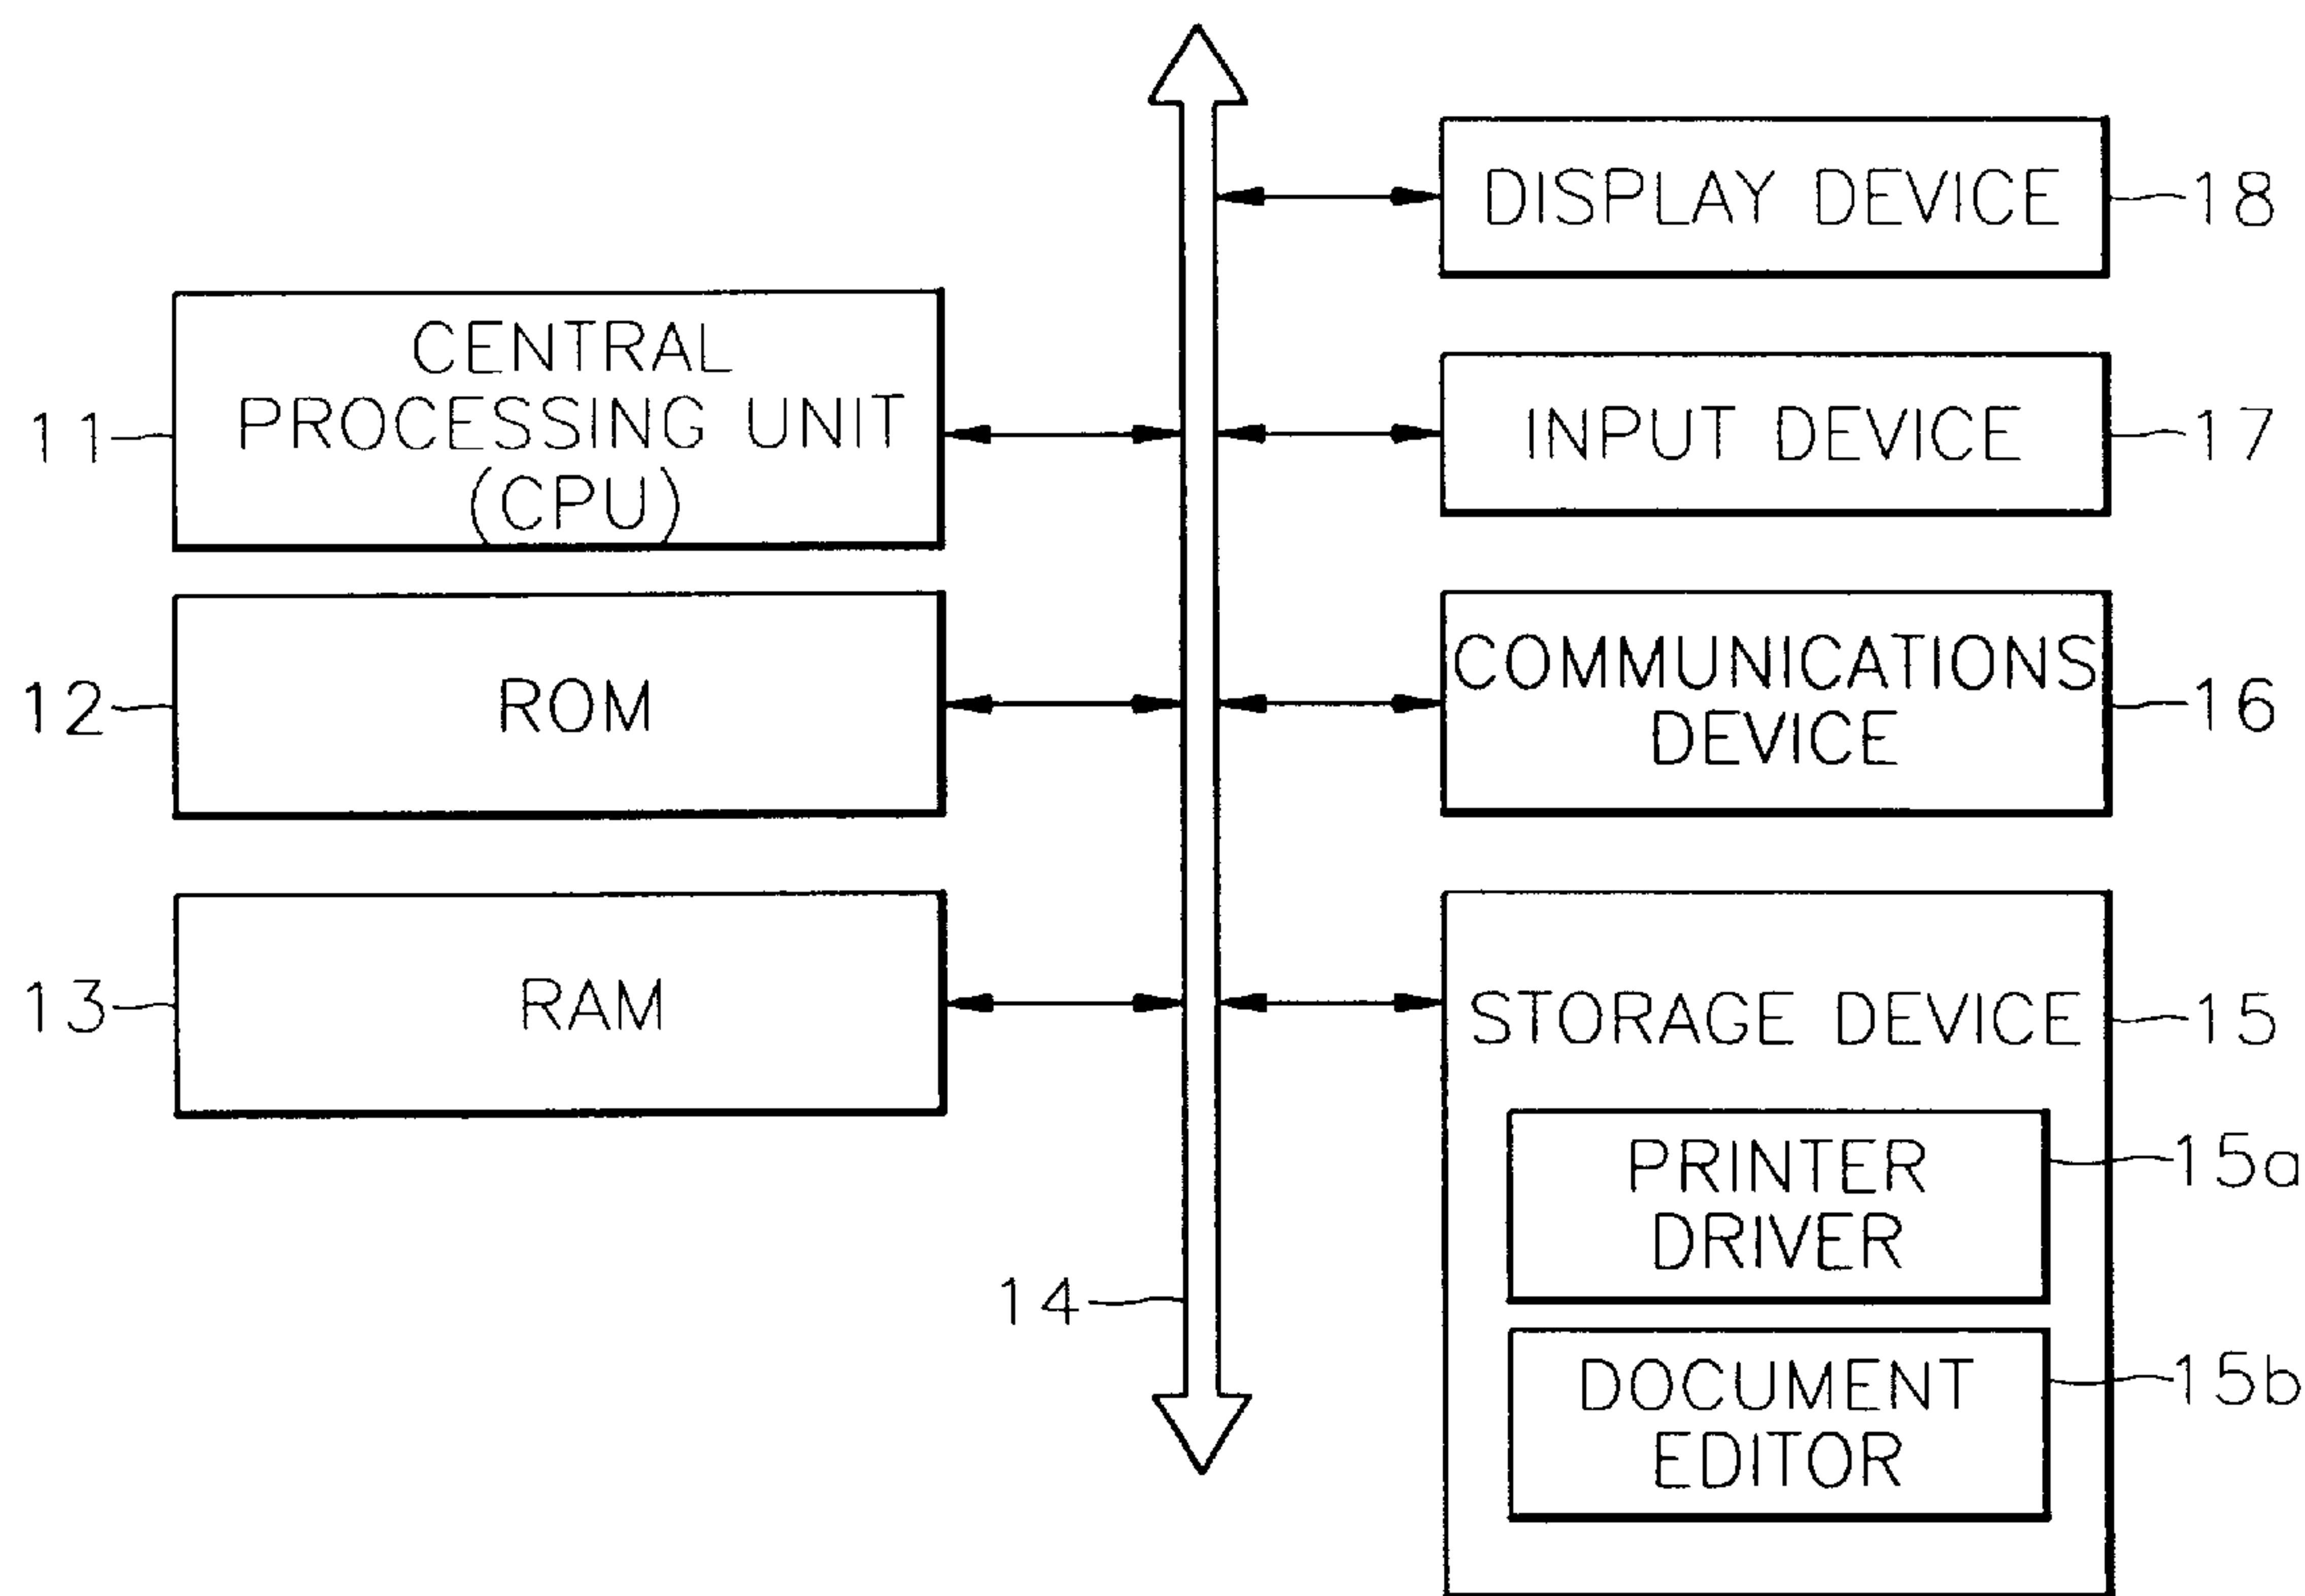 CENTRAL
PROCESSING UNIT
(CPU)
11
ROM
12
RAM
13
14
DISPLAY DEVICE
18
INPUT DEVICE
17
COMMUNICATIONS
DEVICE
16
STORAGE DEVICE
15
PRINTER
DRIVER
15a
DOCUMENT
EDITOR
15b